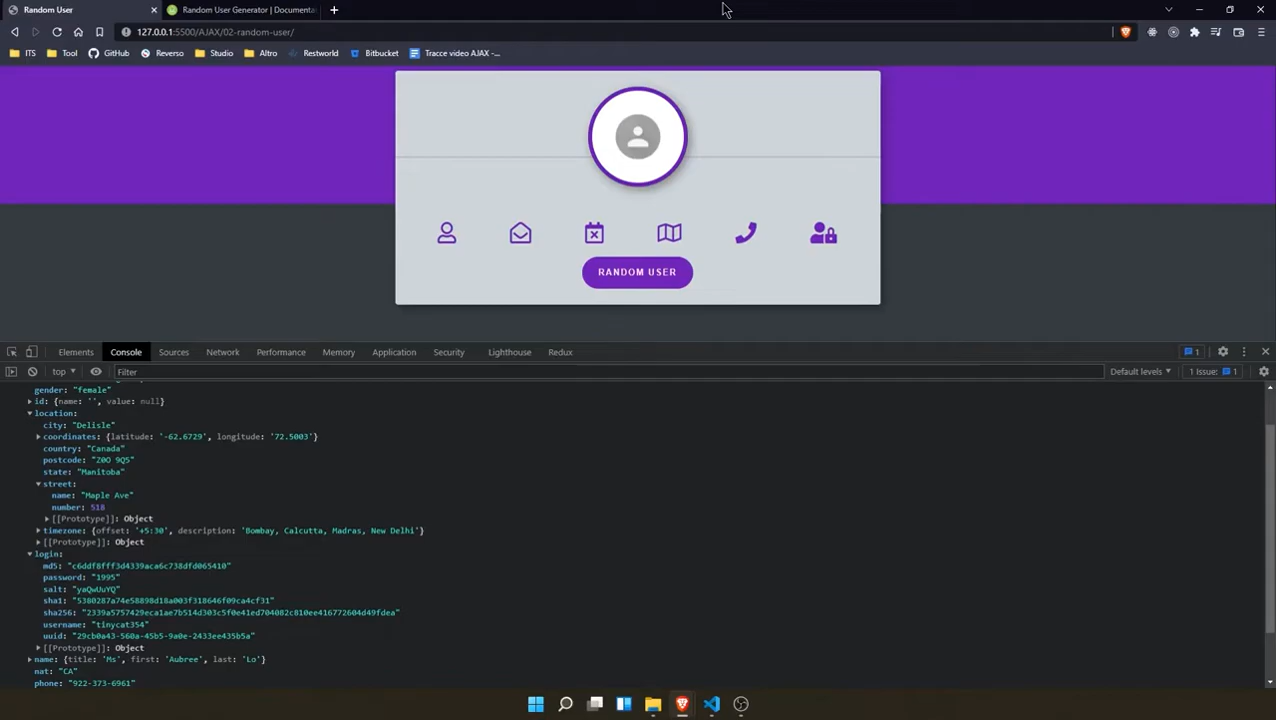 Random User
Random User Generator | Documenta
127.0.0.1:5500/AJAX/02-random-user/
ITS Tool GitHub Reverso Studio Altro Restworld Bitbucket Tracce video AJAX -...
RANDOM USER
Elements Console Sources Network Performance Memory Application Security Lighthouse Redux 1
top Filter Default levels 1 Issue: 1
gender: "female"
id: {name: '', value: null}
location:
city: "Delisle"
coordinates: {latitude: '-62.6729', longitude: '72.5003'}
country: "Canada"
postcode: "Z0O 9Q5"
state: "Manitoba"
street:
name: "Maple Ave"
number: 518
[[Prototype]]: Object
timezone: {offset: '+5:30', description: 'Bombay, Calcutta, Madras, New Delhi'}
[[Prototype]]: Object
login:
md5: "c6ddf8fff3d4339aca6c738dfd065410"
password: "1995"
salt: "yaQwUuYQ"
sha1: "5380287a74e58898d18a003f318646f09ca4cf31"
sha256: "2339a5757429eca1ae7b514d303c5f0e41ed704082c810ee416772604d49fdea"
username: "tinycat354"
uuid: "29cb0a43-560a-45b5-9a0e-2433ee435b5a"
[[Prototype]]: Object
name: {title: 'Ms', first: 'Aubree', last: 'Lo'}
nat: "CA"
phone: "922-373-6961"